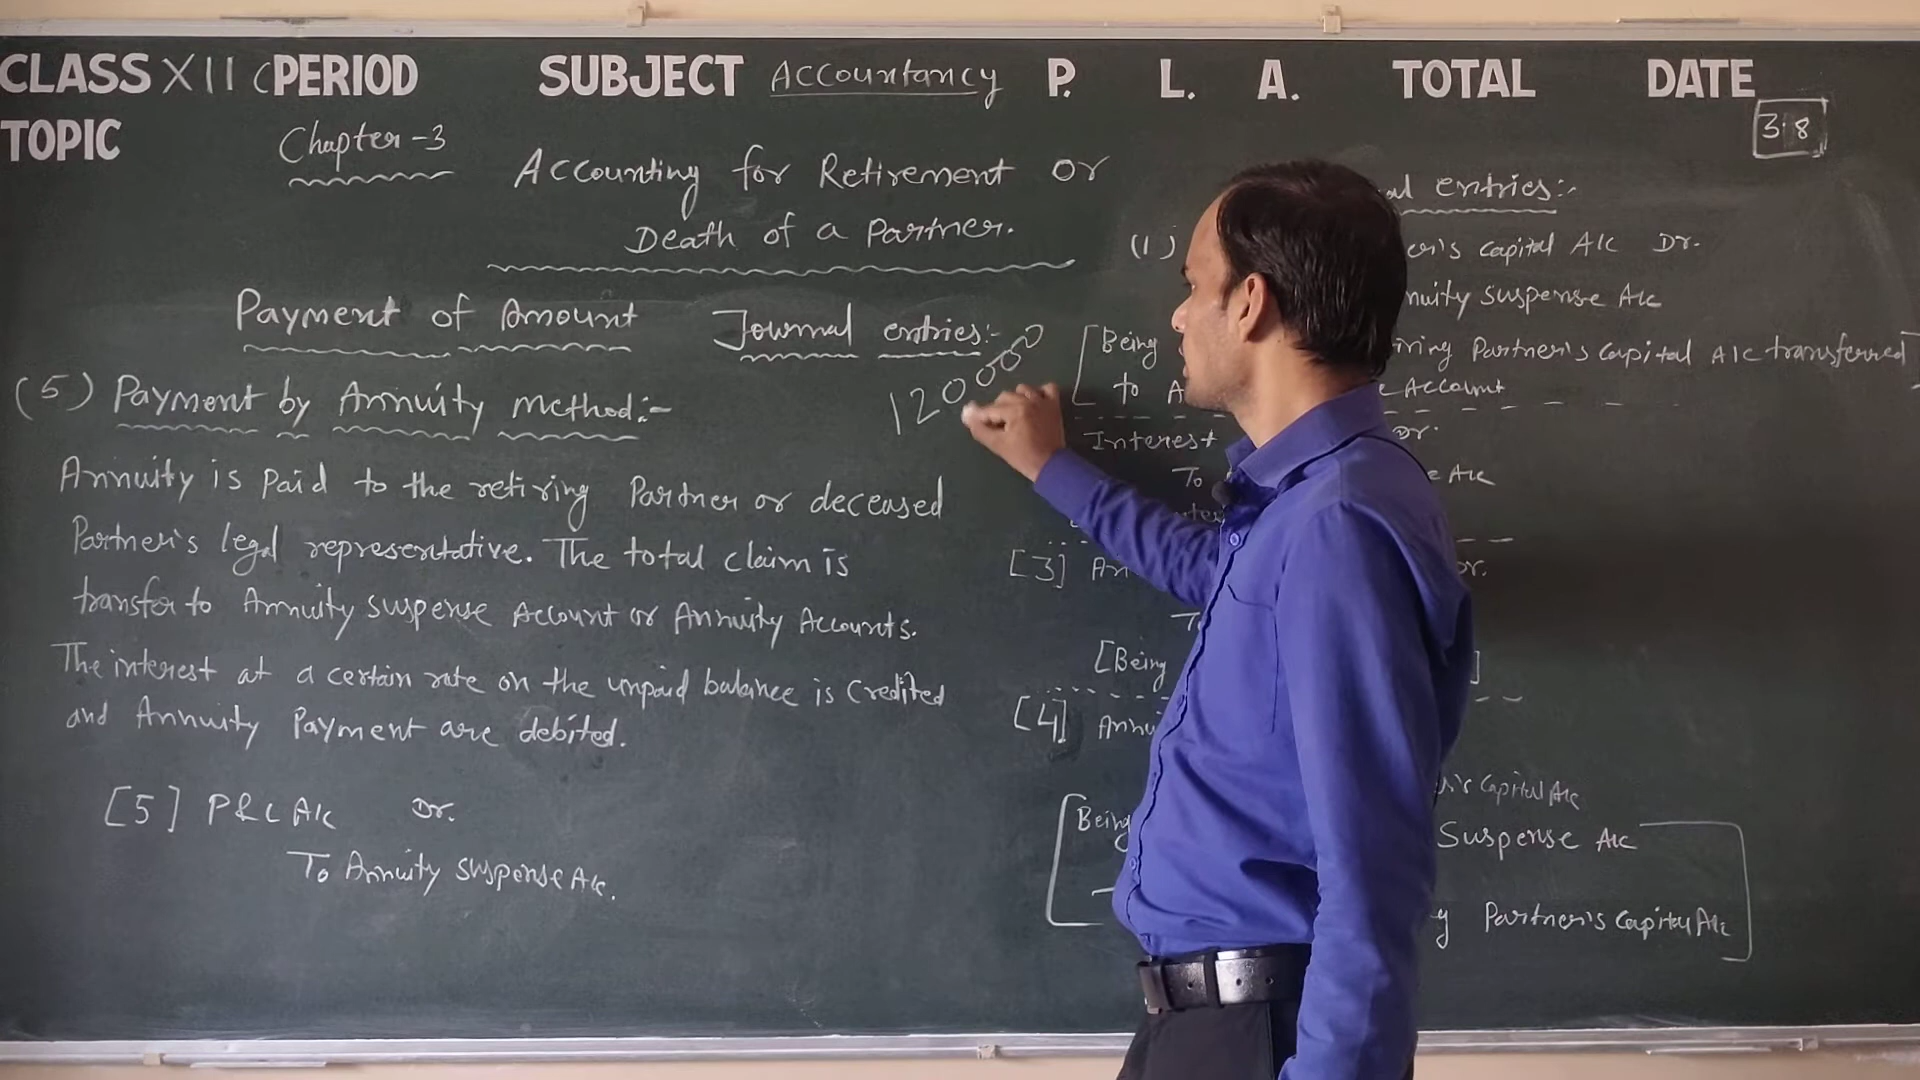 CLASS XII C PERIOD SUBJECT Accountancy P. L. A. TOTAL DATE
TOPIC Chapter-3
3.8
Accounting for Retirement or
Death of a Partner.
Payment of Amount Journal entries:-
(5) Payment by Annuity method:-
Annuity is paid to the retiring Partner or deceased
Partner's legal representative. The total claim is
transfer to Annuity suspense Account or Annuity Accounts.
The interest at a certain rate on the unpaid balance is Credited
and Annuity Payment are debited.
[5] P&L A/c Dr.
To Annuity suspense A/c.
120000
entries:-
(1) Capital A/c Dr.
suspense A/c
[Being Partner's Capital A/c transferred
to Account
Interest Dr.
To A/c
[3] Dr.
[Being ]
[4]
Capital A/c
[Being Suspense A/c
Partner's Capital A/c]